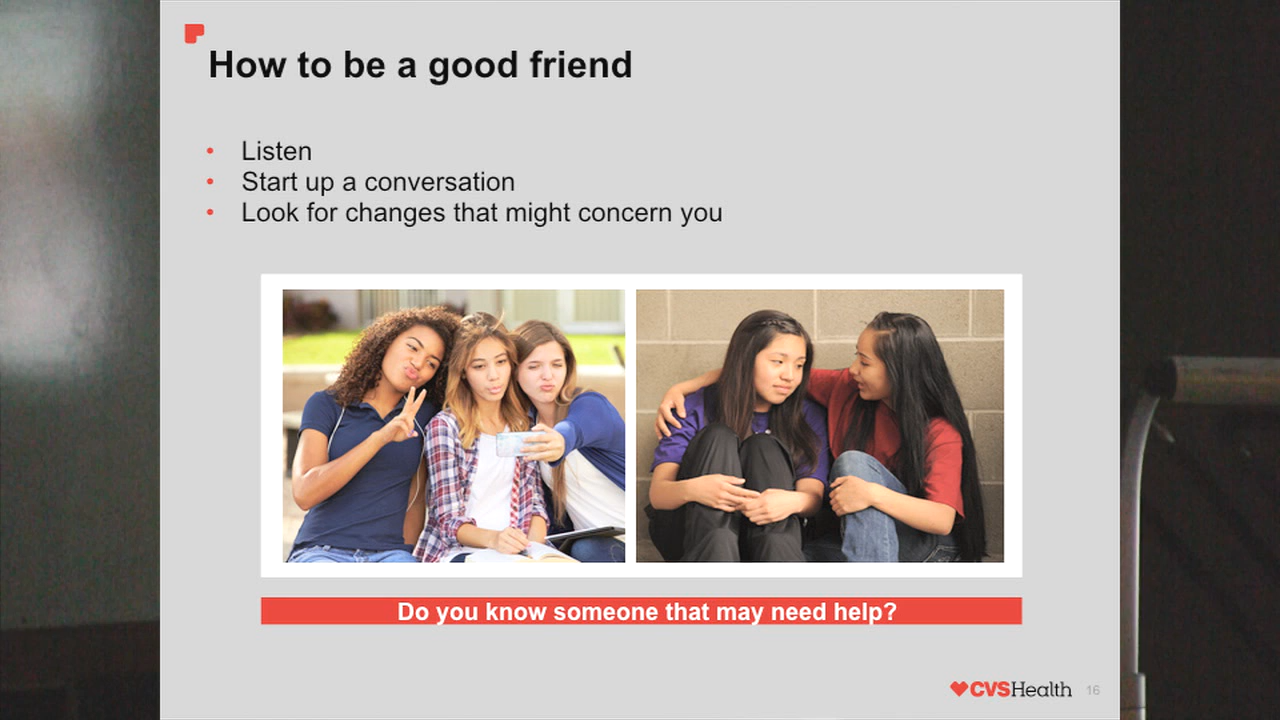 How to be a good friend
• Listen
• Start up a conversation
• Look for changes that might concern you
Do you know someone that may need help?
CVSHealth 16